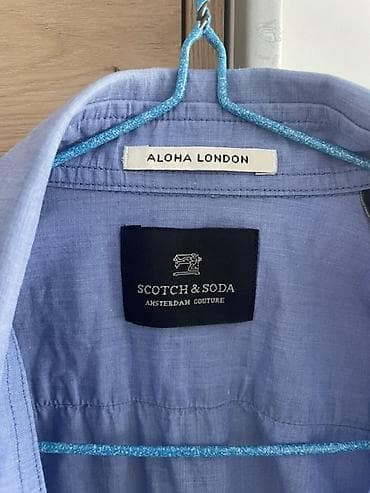 ALOHA LONDON
SCOTCH & SODA
AMSTERDAM COUTURE